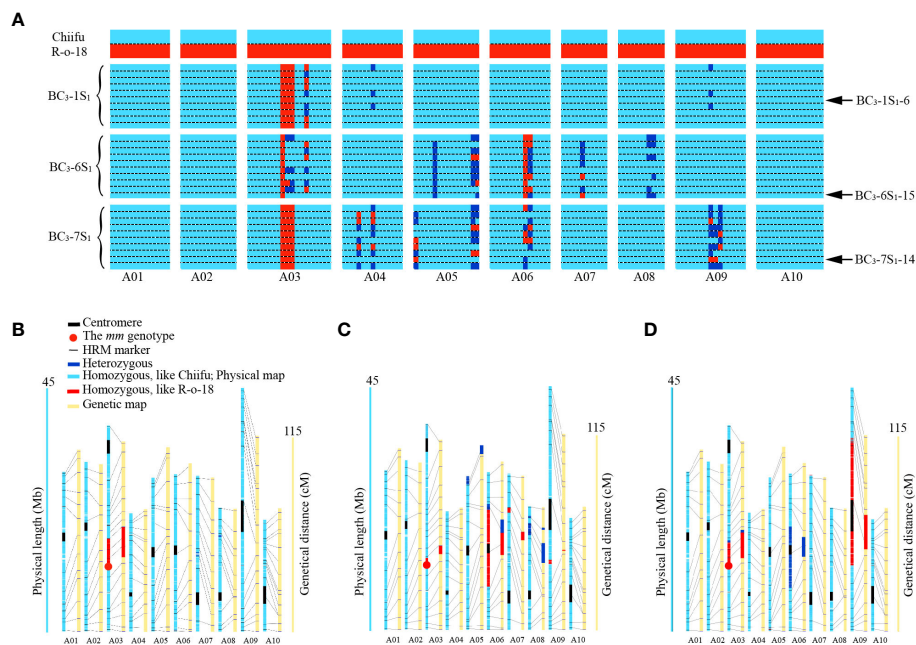 A
Chiifu
R-o-18
BC₃-1S₁
BC₃-1S₁-6
BC₃-6S₁
BC₃-6S₁-15
BC₃-7S₁
BC₃-7S₁-14
A01 A02 A03 A04 A05 A06 A07 A08 A09 A10
B
Centromere
The mm genotype
HRM marker
Heterozygous
Homozygous, like Chiifu; Physical map
Homozygous, like R-o-18
Genetic map
45
115
Physical length (Mb)
Genetical distance (cM)
A01 A02 A03 A04 A05 A06 A07 A08 A09 A10
C
45
115
Physical length (Mb)
Genetical distance (cM)
A01 A02 A03 A04 A05 A06 A07 A08 A09 A10
D
45
115
Physical length (Mb)
Genetical distance (cM)
A01 A02 A03 A04 A05 A06 A07 A08 A09 A10